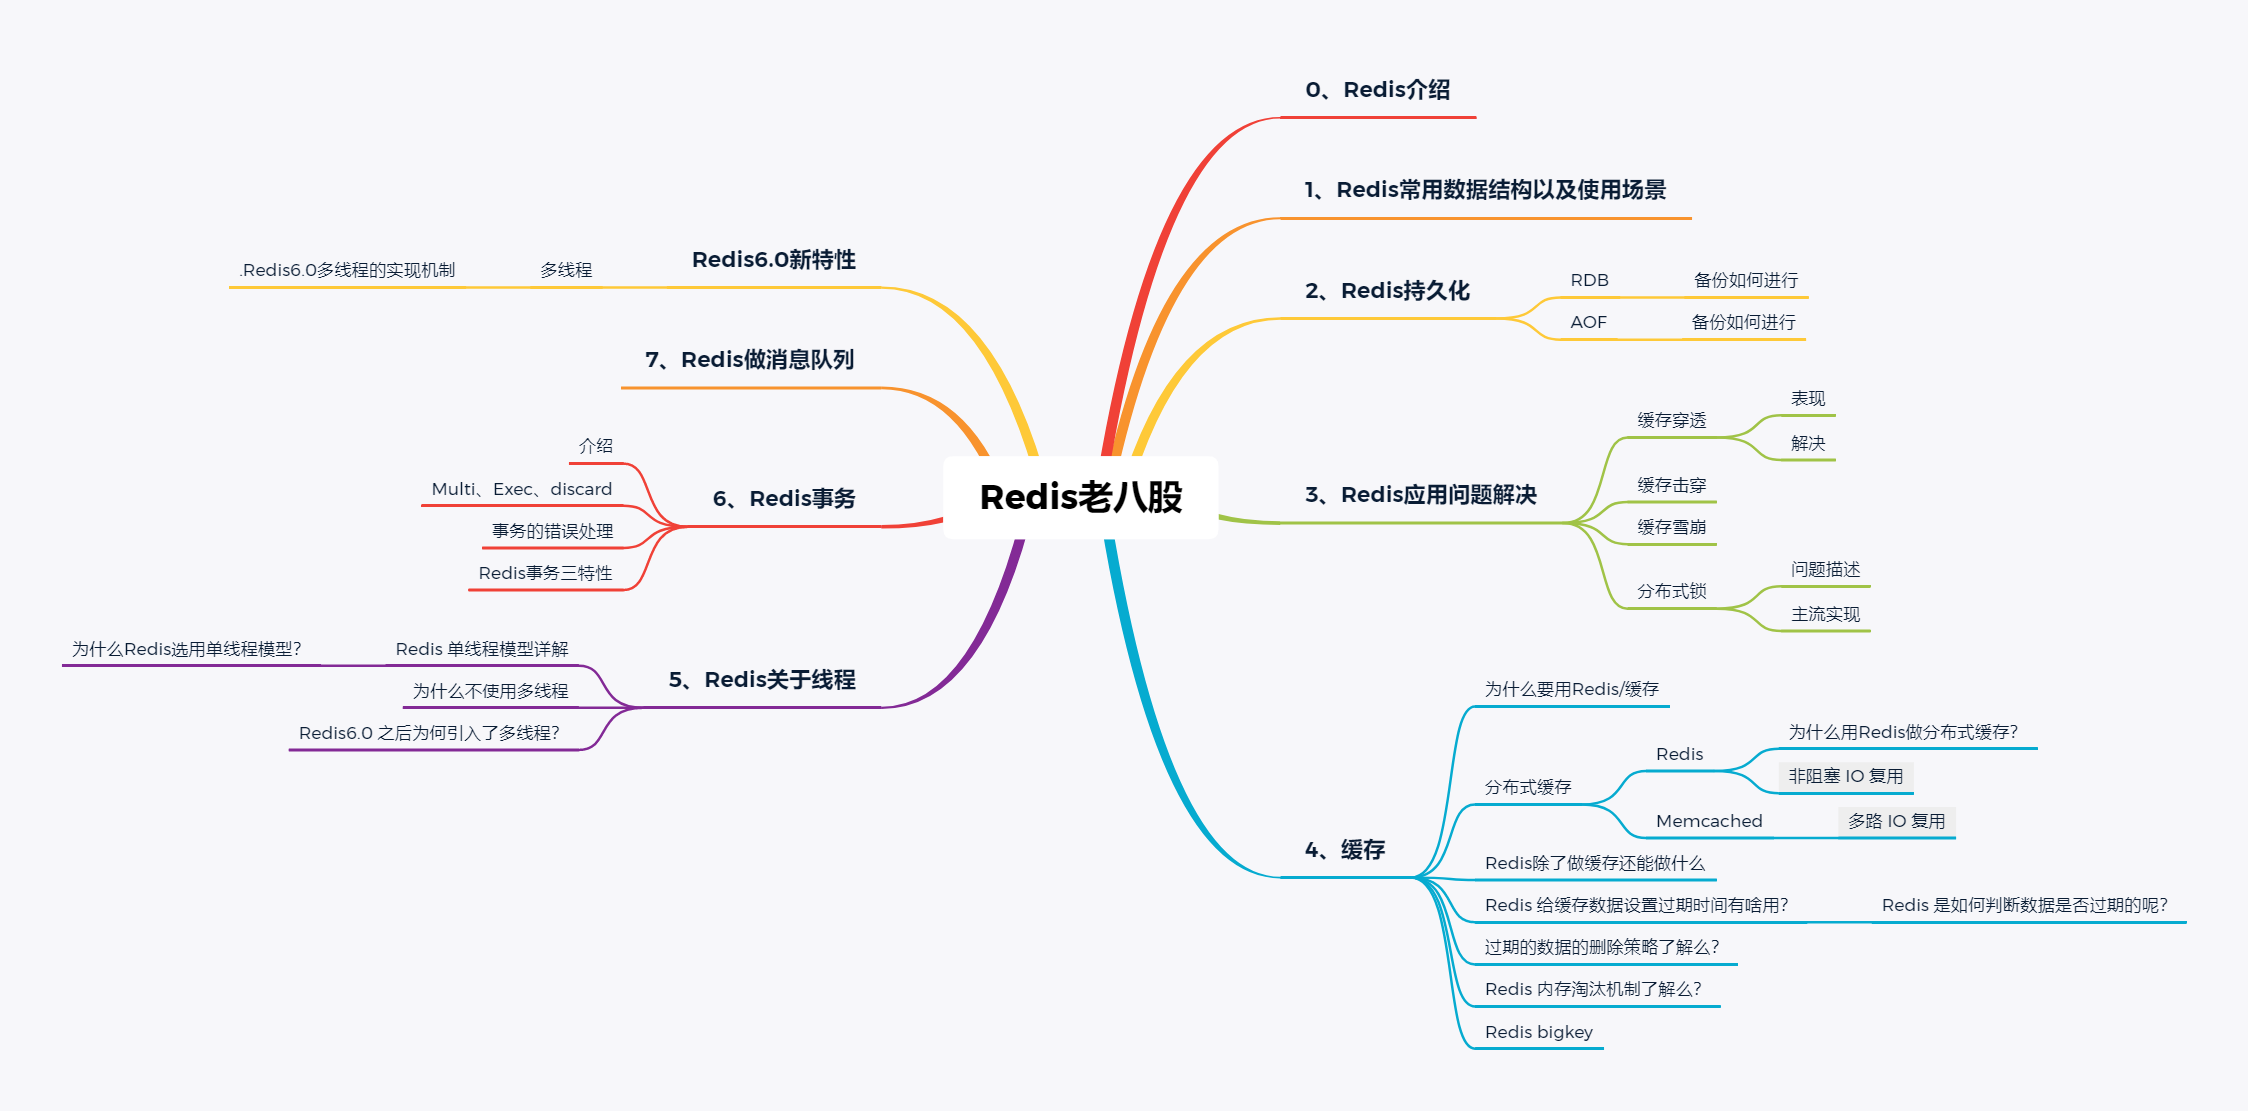 Redis老八股
0、Redis介绍
1、Redis常用数据结构以及使用场景
2、Redis持久化
RDB
备份如何进行
AOF
备份如何进行
3、Redis应用问题解决
缓存穿透
表现
解决
缓存击穿
缓存雪崩
分布式锁
问题描述
主流实现
4、缓存
为什么要用Redis/缓存
分布式缓存
Redis
为什么用Redis做分布式缓存？
非阻塞 IO 复用
Memcached
多路 IO 复用
Redis除了做缓存还能做什么
Redis 给缓存数据设置过期时间有啥用？
Redis 是如何判断数据是否过期的呢？
过期的数据的删除策略了解么？
Redis 内存淘汰机制了解么？
Redis bigkey
5、Redis关于线程
Redis 单线程模型详解
为什么Redis选用单线程模型？
为什么不使用多线程
Redis6.0 之后为何引入了多线程？
6、Redis事务
介绍
Multi、Exec、discard
事务的错误处理
Redis事务三特性
7、Redis做消息队列
Redis6.0新特性
多线程
.Redis6.0多线程的实现机制